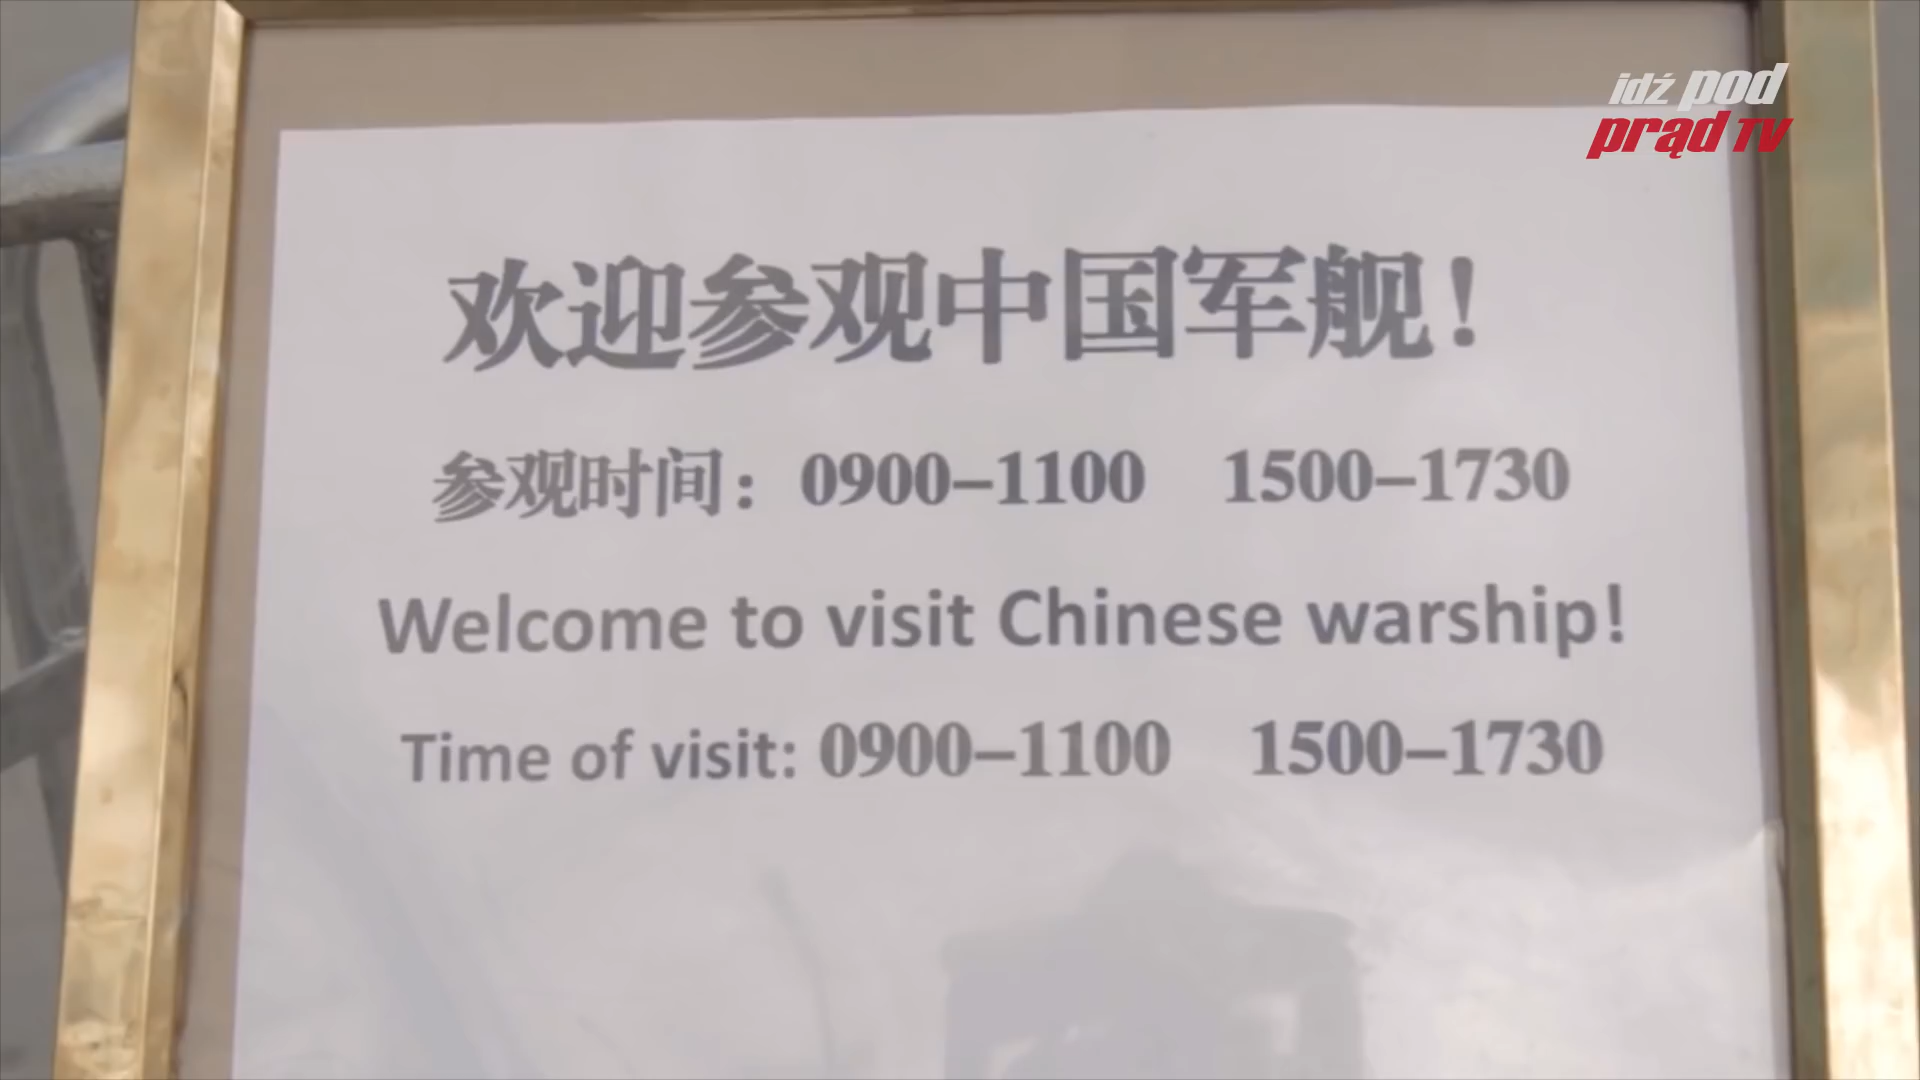 idź pod
prąd TV
欢迎参观中国军舰！
参观时间：0900–1100 1500–1730
Welcome to visit Chinese warship!
Time of visit: 0900–1100 1500–1730